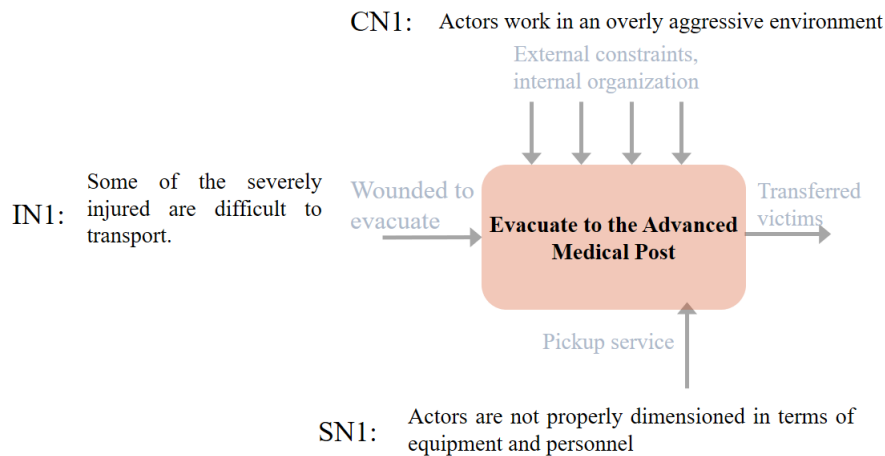 CN1: Actors work in an overly aggressive environment
External constraints,
internal organization
IN1: Some of the severely
injured are difficult to
transport.
Wounded to
evacuate
Evacuate to the Advanced
Medical Post
Transferred
victims
Pickup service
SN1: Actors are not properly dimensioned in terms of
equipment and personnel